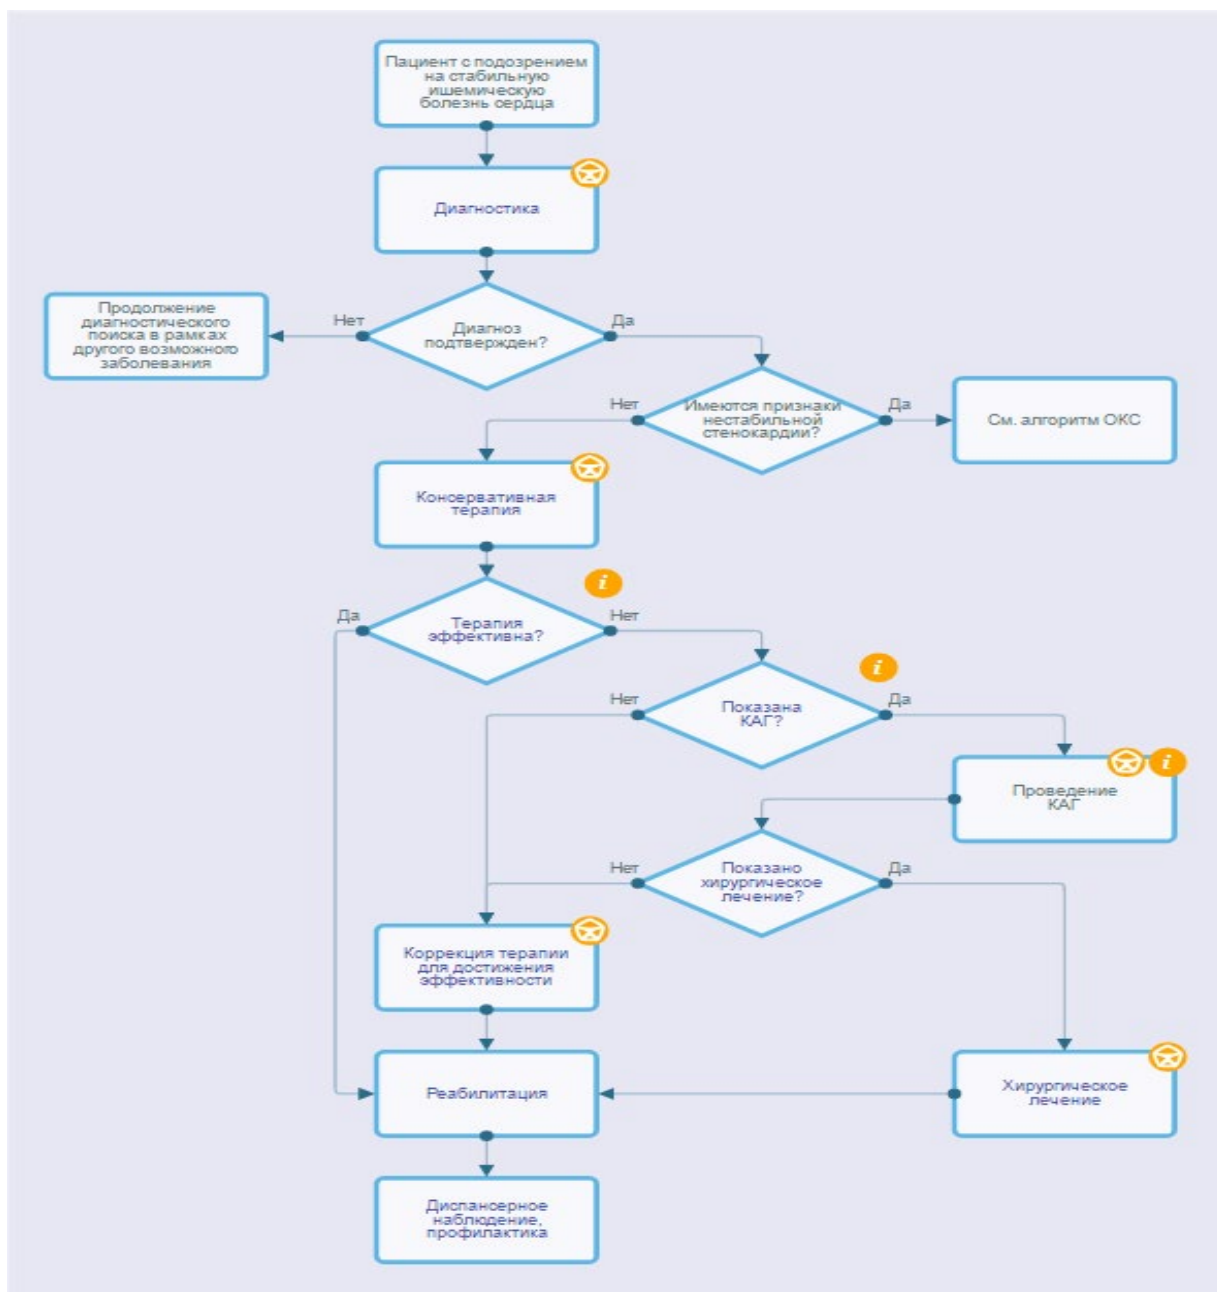 Пациент с подозрением
на стабильную
ишемическую
болезнь сердца
Диагностика
Продолжение
диагностического
поиска в рамках
другого возможного
заболевания
Нет
Диагноз
подтвержден?
Да
Нет
Имеются признаки
нестабильной
стенокардии?
Да
См. алгоритм ОКС
Консервативная
терапия
Да
Терапия
эффективна?
Нет
Нет
Показана
КАГ?
Да
Проведение
КАГ
Нет
Показано
хирургическое
лечение?
Да
Коррекция терапии
для достижения
эффективности
Реабилитация
Хирургическое
лечение
Диспансерное
наблюдение,
профилактика